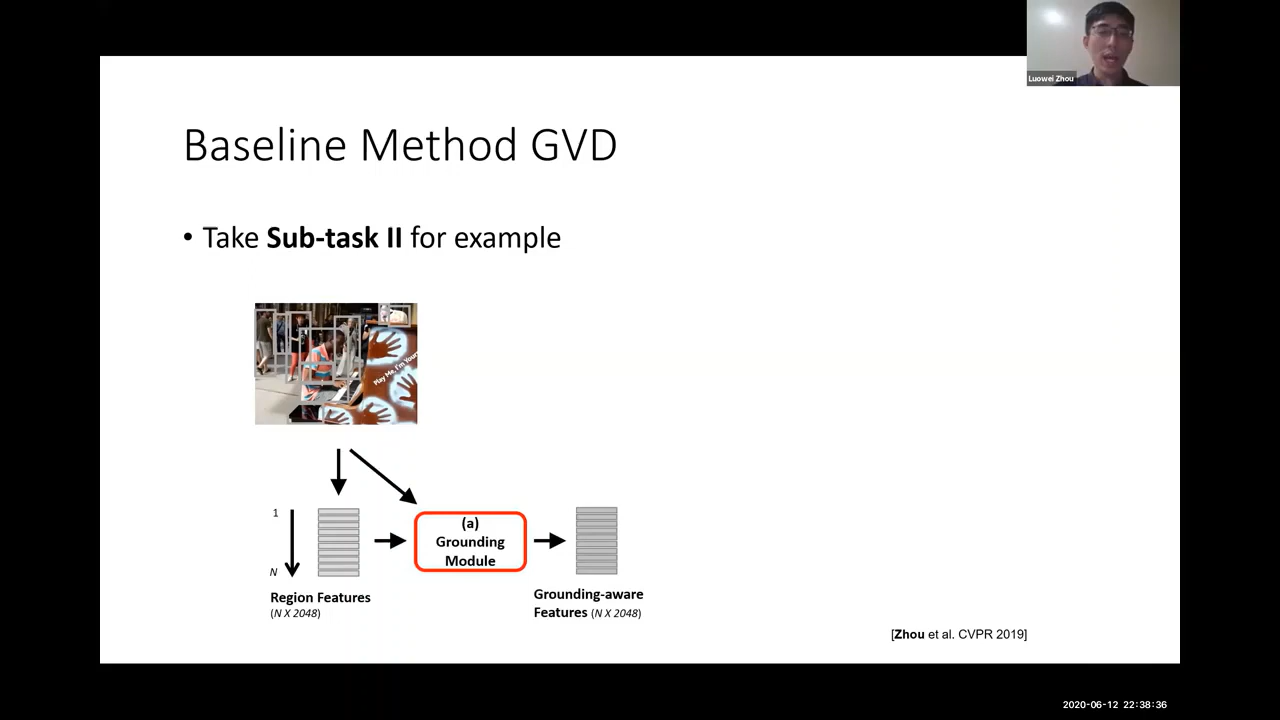 Luowei Zhou
Baseline Method GVD
• Take Sub-task II for example
Play Me, I'm Yours
1
N
(a)
Grounding
Module
Region Features
(N X 2048)
Grounding-aware
Features (N X 2048)
[Zhou et al. CVPR 2019]
2020-06-12 22:38:36